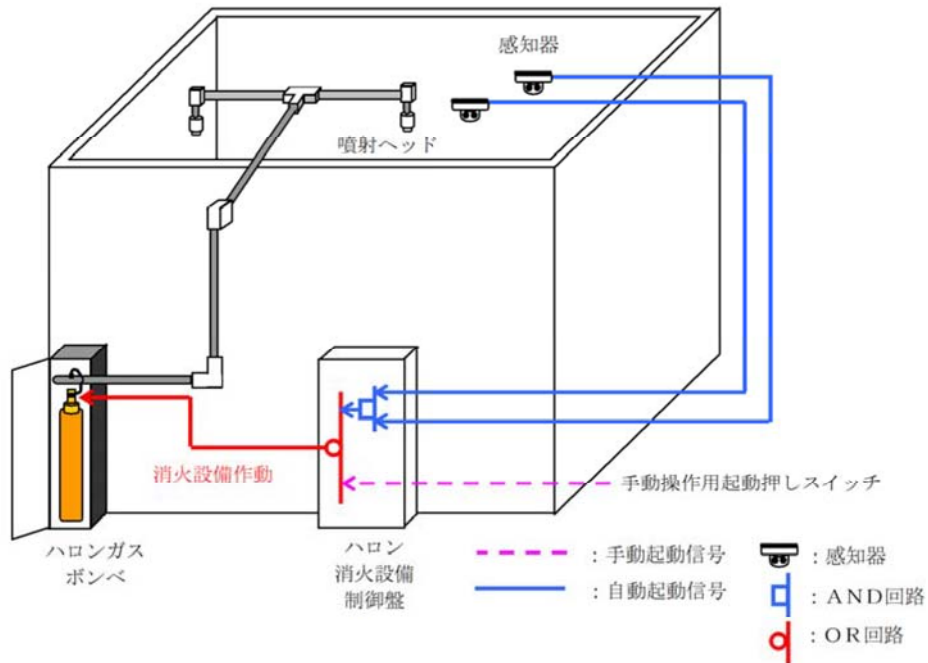 感知器
噴射ヘッド
消火設備作動
手動操作用起動押しスイッチ
ハロンガス
ボンベ
ハロン
消火設備
制御盤
：手動起動信号
：自動起動信号
：感知器
：AND回路
：OR回路